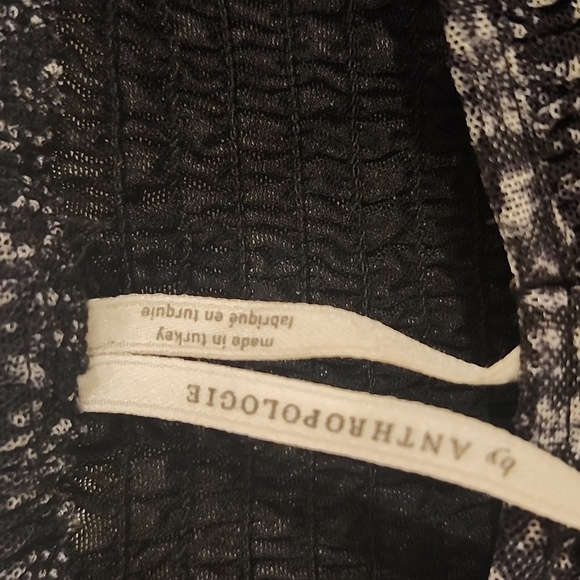 made in turkey
fabriqué en turquie
by ANTHROPOLOGIE